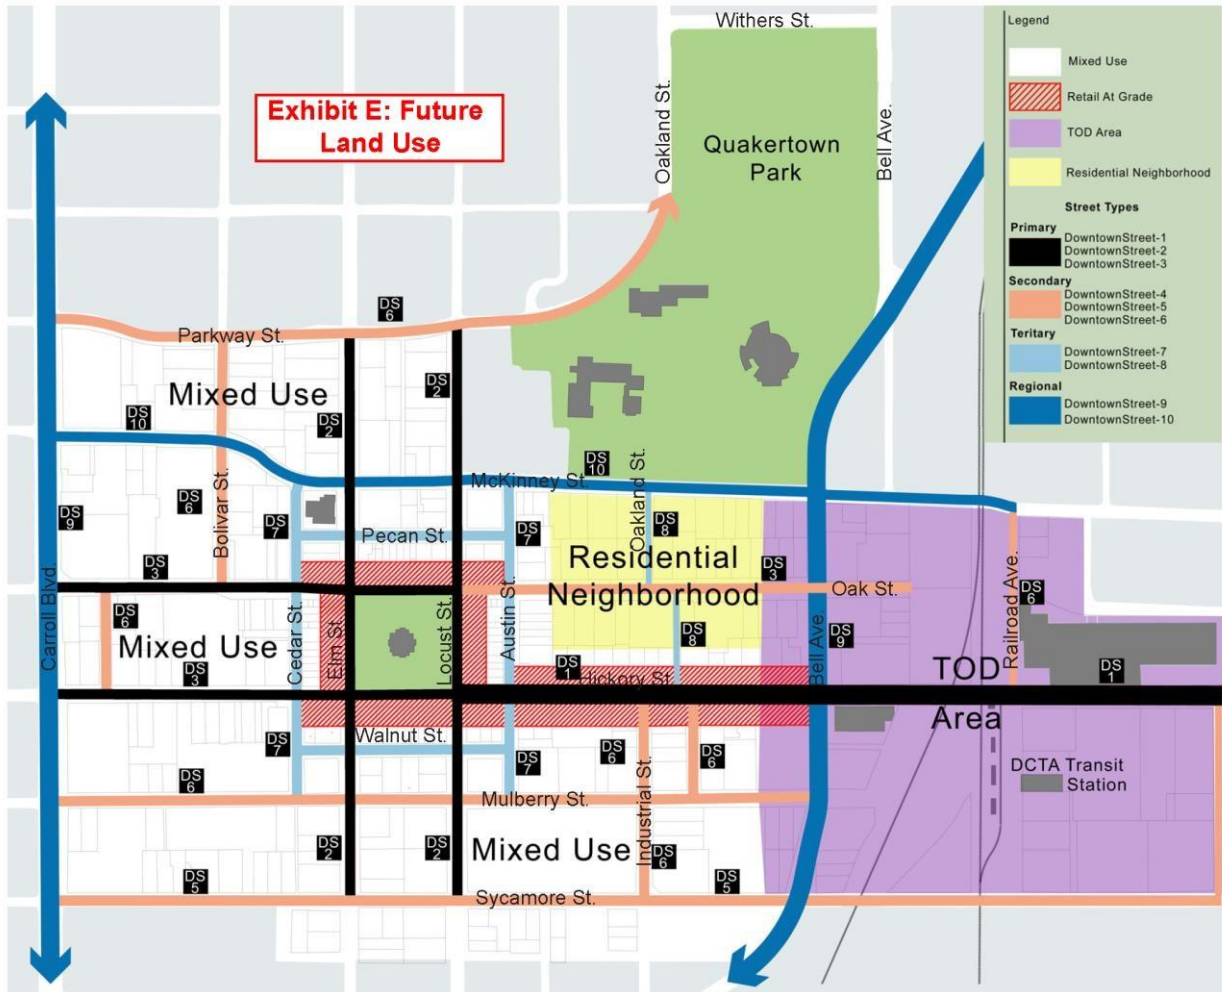 Withers St.
Legend
Mixed Use
Retail At Grade
TOD Area
Residential Neighborhood
Street Types
Primary
DowntownStreet-1
DowntownStreet-2
DowntownStreet-3
Secondary
DowntownStreet-4
DowntownStreet-5
DowntownStreet-6
Teritary
DowntownStreet-7
DowntownStreet-8
Regional
DowntownStreet-9
DowntownStreet-10
Exhibit E: Future
Land Use
Oakland St.
Quakertown
Park
Bell Ave.
DS
6
Parkway St.
Mixed Use
DS
2
DS
10
DS
2
DS
10
McKinney St.
Oakland St.
Bolivar St.
DS
9
DS
6
DS
7
Pecan St.
DS
7
DS
8
Residential
Neighborhood
DS
3
DS
3
Oak St.
Carroll Blvd.
DS
6
Mixed Use
DS
3
Cedar St.
Elm St.
Locust St.
Austin St.
DS
8
DS
1
Hickory St.
Bell Ave.
DS
9
Railroad Ave.
DS
6
DS
1
TOD
Area
DS
7
Walnut St.
DS
7
DS
6
DS
6
DS
6
Mulberry St.
Industrial St.
DCTA Transit
Station
DS
2
DS
2
Mixed Use
DS
6
DS
5
DS
5
Sycamore St.